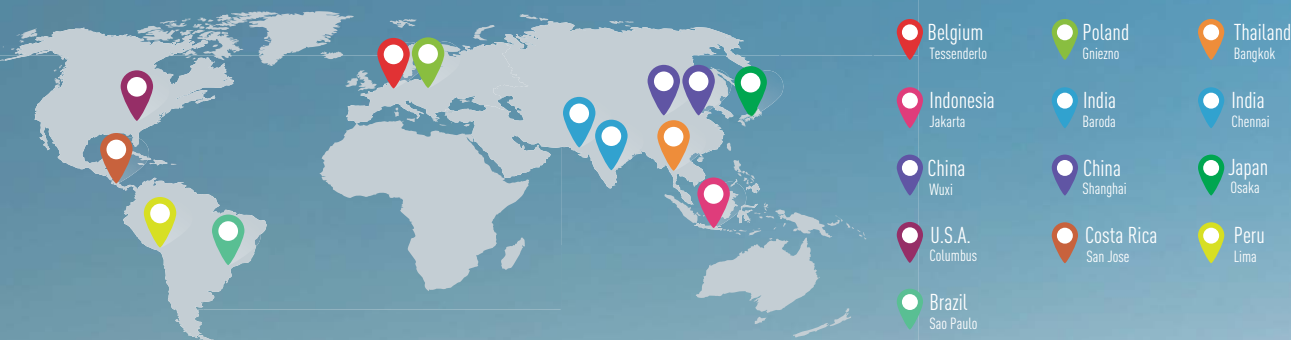 Belgium
Tessenderlo
Poland
Gniezno
Thailand
Bangkok
Indonesia
Jakarta
India
Baroda
India
Chennai
China
Wuxi
China
Shanghai
Japan
Osaka
U.S.A.
Columbus
Costa Rica
San Jose
Peru
Lima
Brazil
Sao Paulo